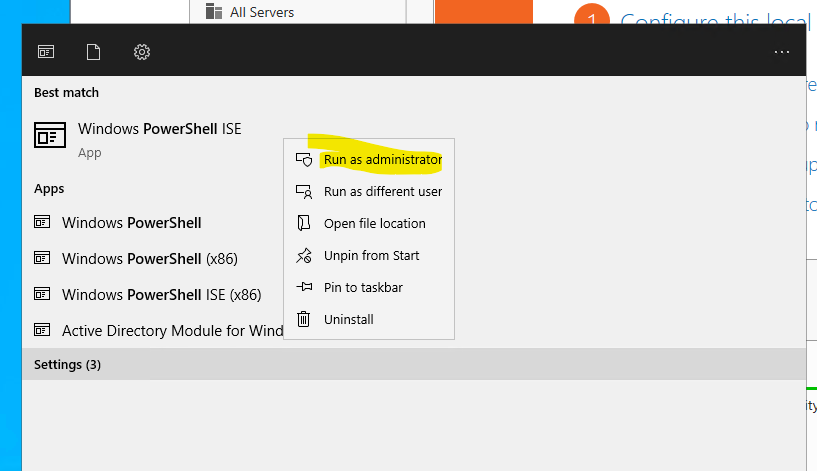 All Servers
1 Configure this local
...
Best match
Windows PowerShell ISE
App
Run as administrator
Run as different user
Open file location
Unpin from Start
Pin to taskbar
Uninstall
Apps
Windows PowerShell
Windows PowerShell (x86)
Windows PowerShell ISE (x86)
Active Directory Module for Wind
Settings (3)